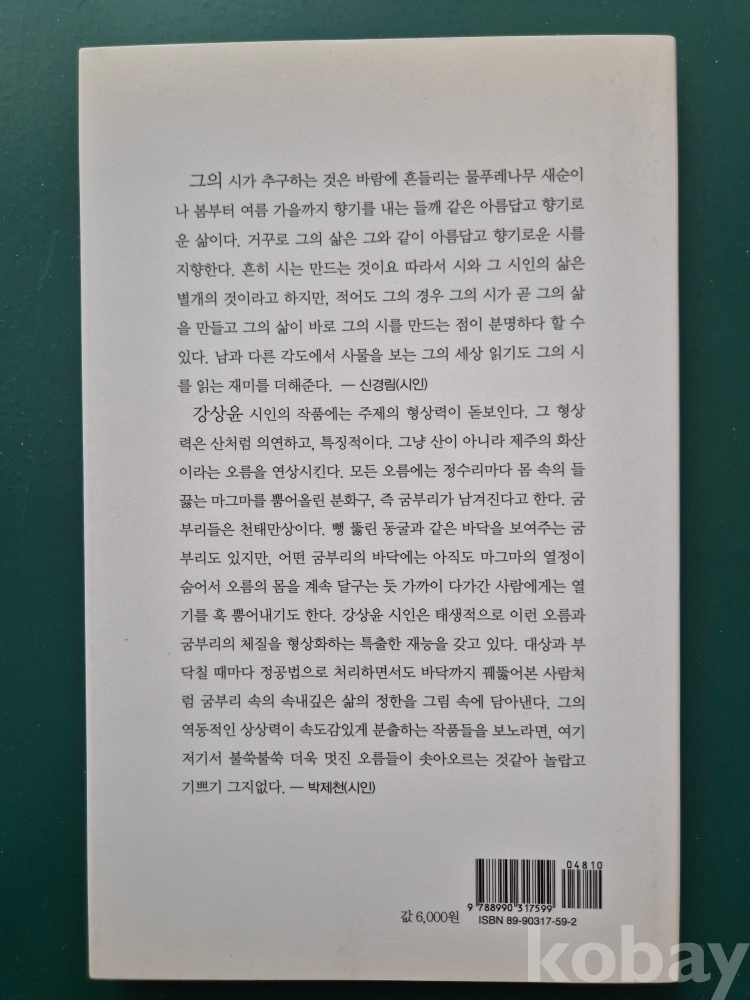 그의 시가 추구하는 것은 바람에 흔들리는 물푸레나무 새순이
나 봄부터 여름 가을까지 향기를 내는 들깨 같은 아름답고 향기로
운 삶이다. 거꾸로 그의 삶은 그와 같이 아름답고 향기로운 시를
지향한다. 흔히 시는 만드는 것이요 따라서 시와 그 시인의 삶은
별개의 것이라고 하지만, 적어도 그의 경우 그의 시가 곧 그의 삶
을 만들고 그의 삶이 바로 그의 시를 만드는 점이 분명하다 할 수
있다. 남과 다른 각도에서 사물을 보는 그의 세상 읽기도 그의 시
를 읽는 재미를 더해준다. — 신경림(시인)
강상윤 시인의 작품에는 주제의 형상력이 돋보인다. 그 형상
력은 산처럼 의연하고, 특징적이다. 그냥 산이 아니라 제주의 화산
이라는 오름을 연상시킨다. 모든 오름에는 정수리마다 몸 속의 들
끓는 마그마를 뿜어올린 분화구, 즉 굼부리가 남겨진다고 한다. 굼
부리들은 천태만상이다. 뻥 뚫린 동굴과 같은 바닥을 보여주는 굼
부리도 있지만, 어떤 굼부리의 바닥에는 아직도 마그마의 열정이
숨어서 오름의 몸을 계속 달구는 듯 가까이 다가간 사람에게는 열
기를 훅 뿜어내기도 한다. 강상윤 시인은 태생적으로 이런 오름과
굼부리의 체질을 형상화하는 특출한 재능을 갖고 있다. 대상과 부
닥칠 때마다 정공법으로 처리하면서도 바닥까지 꿰뚫어본 사람처
럼 굼부리 속의 속내깊은 삶의 정한을 그림 속에 담아낸다. 그의
역동적인 상상력이 속도감있게 분출하는 작품들을 보노라면, 여기
저기서 불쑥불쑥 더욱 멋진 오름들이 솟아오르는 것같아 놀랍고
기쁘기 그지없다. — 박제천(시인)
04810
9 788990 317599
값 6,000원
ISBN 89-90317-59-2
kobay